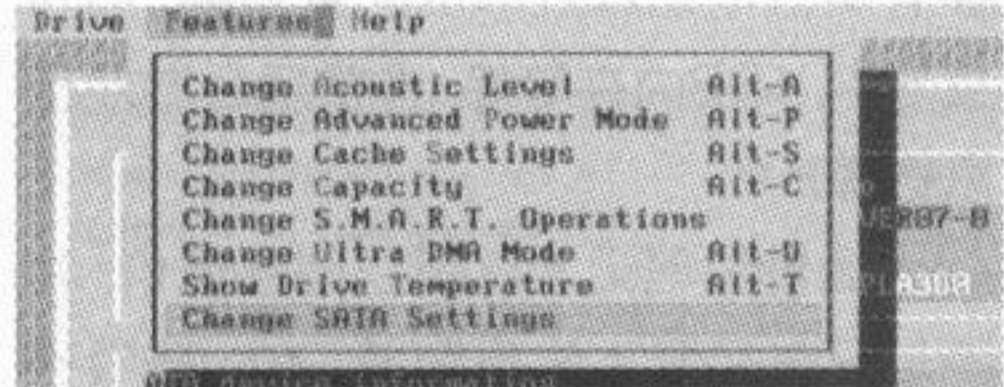 Drive Features Help
Change Acoustic Level Alt-A
Change Advanced Power Mode Alt-P
Change Cache Settings Alt-S
Change Capacity Alt-C
Change S.M.A.R.T. Operations
Change Ultra DMA Mode Alt-U
Show Drive Temperature Alt-T
Change SATA Settings